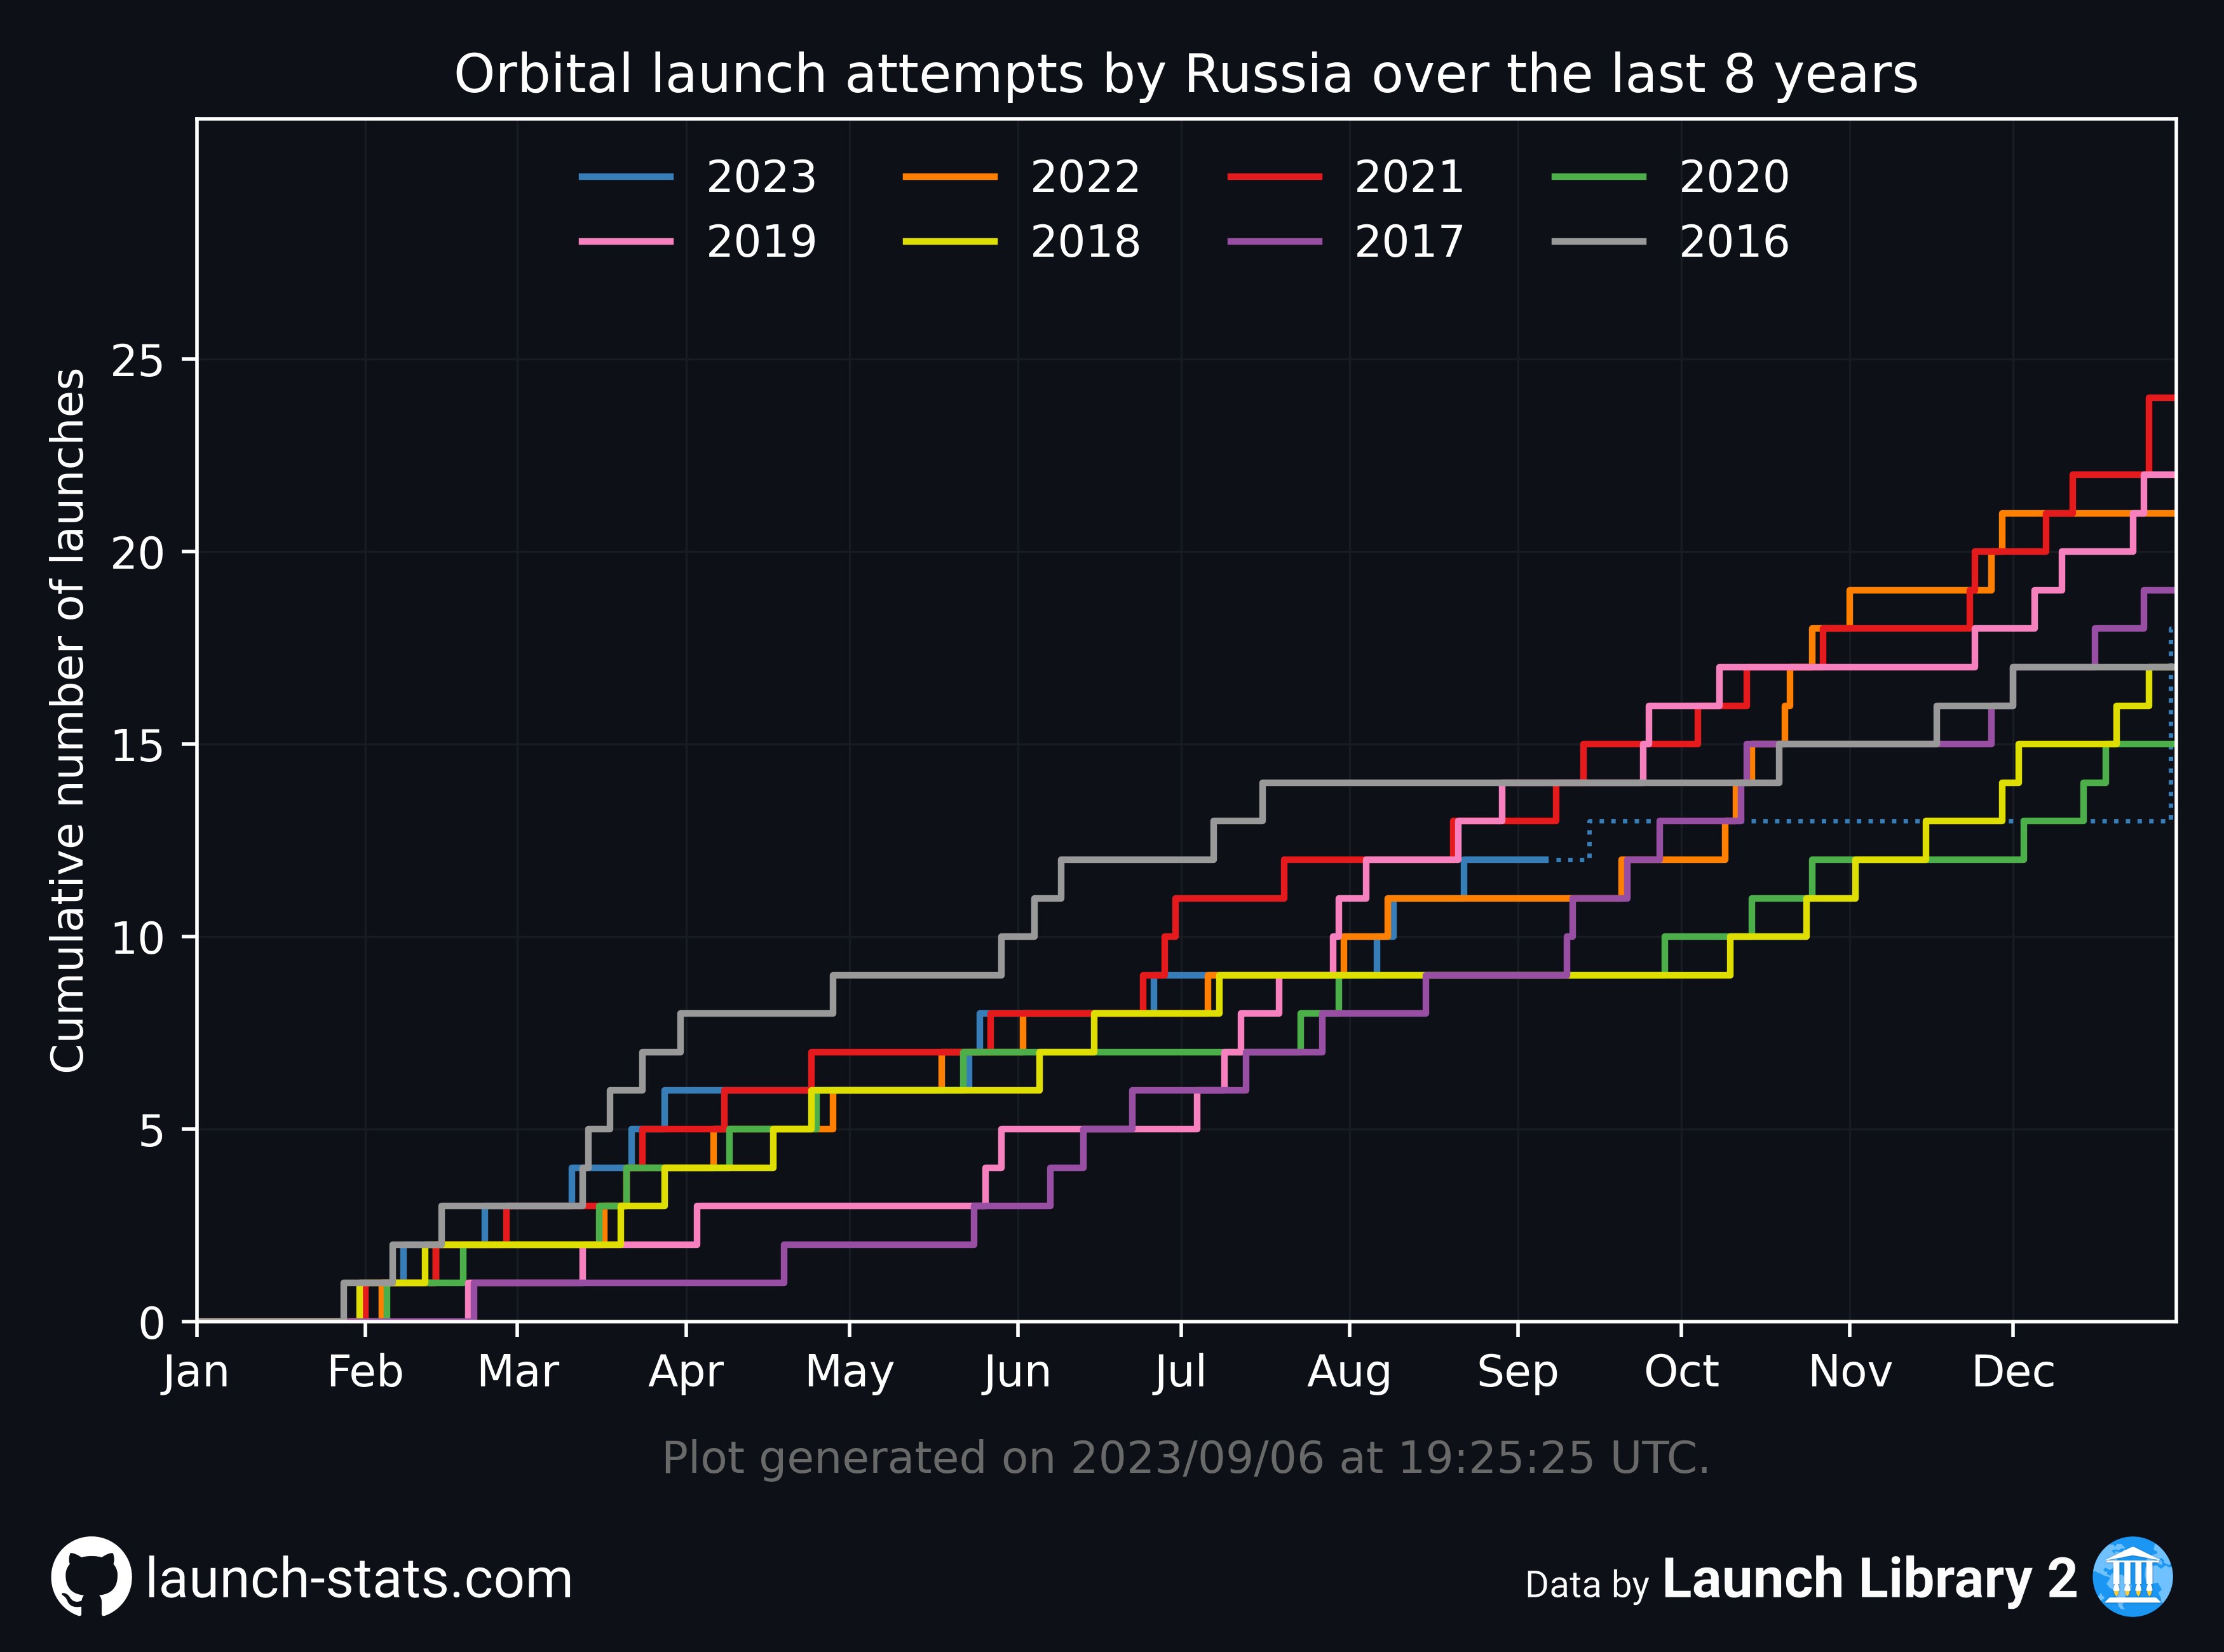 Orbital launch attempts by Russia over the last 8 years
2023 2022 2021 2020
2019 2018 2017 2016
Cumulative number of launches
25
20
15
10
5
0
Jan Feb Mar Apr May Jun Jul Aug Sep Oct Nov Dec
Plot generated on 2023/09/06 at 19:25:25 UTC.
launch-stats.com
Data by Launch Library 2